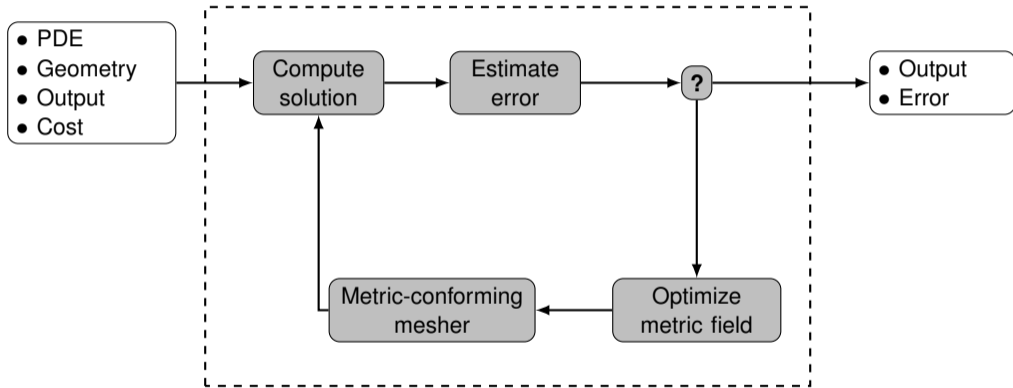 ● PDE
● Geometry
● Output
● Cost
Compute
solution
Estimate
error
?
● Output
● Error
Metric-conforming
mesher
Optimize
metric field